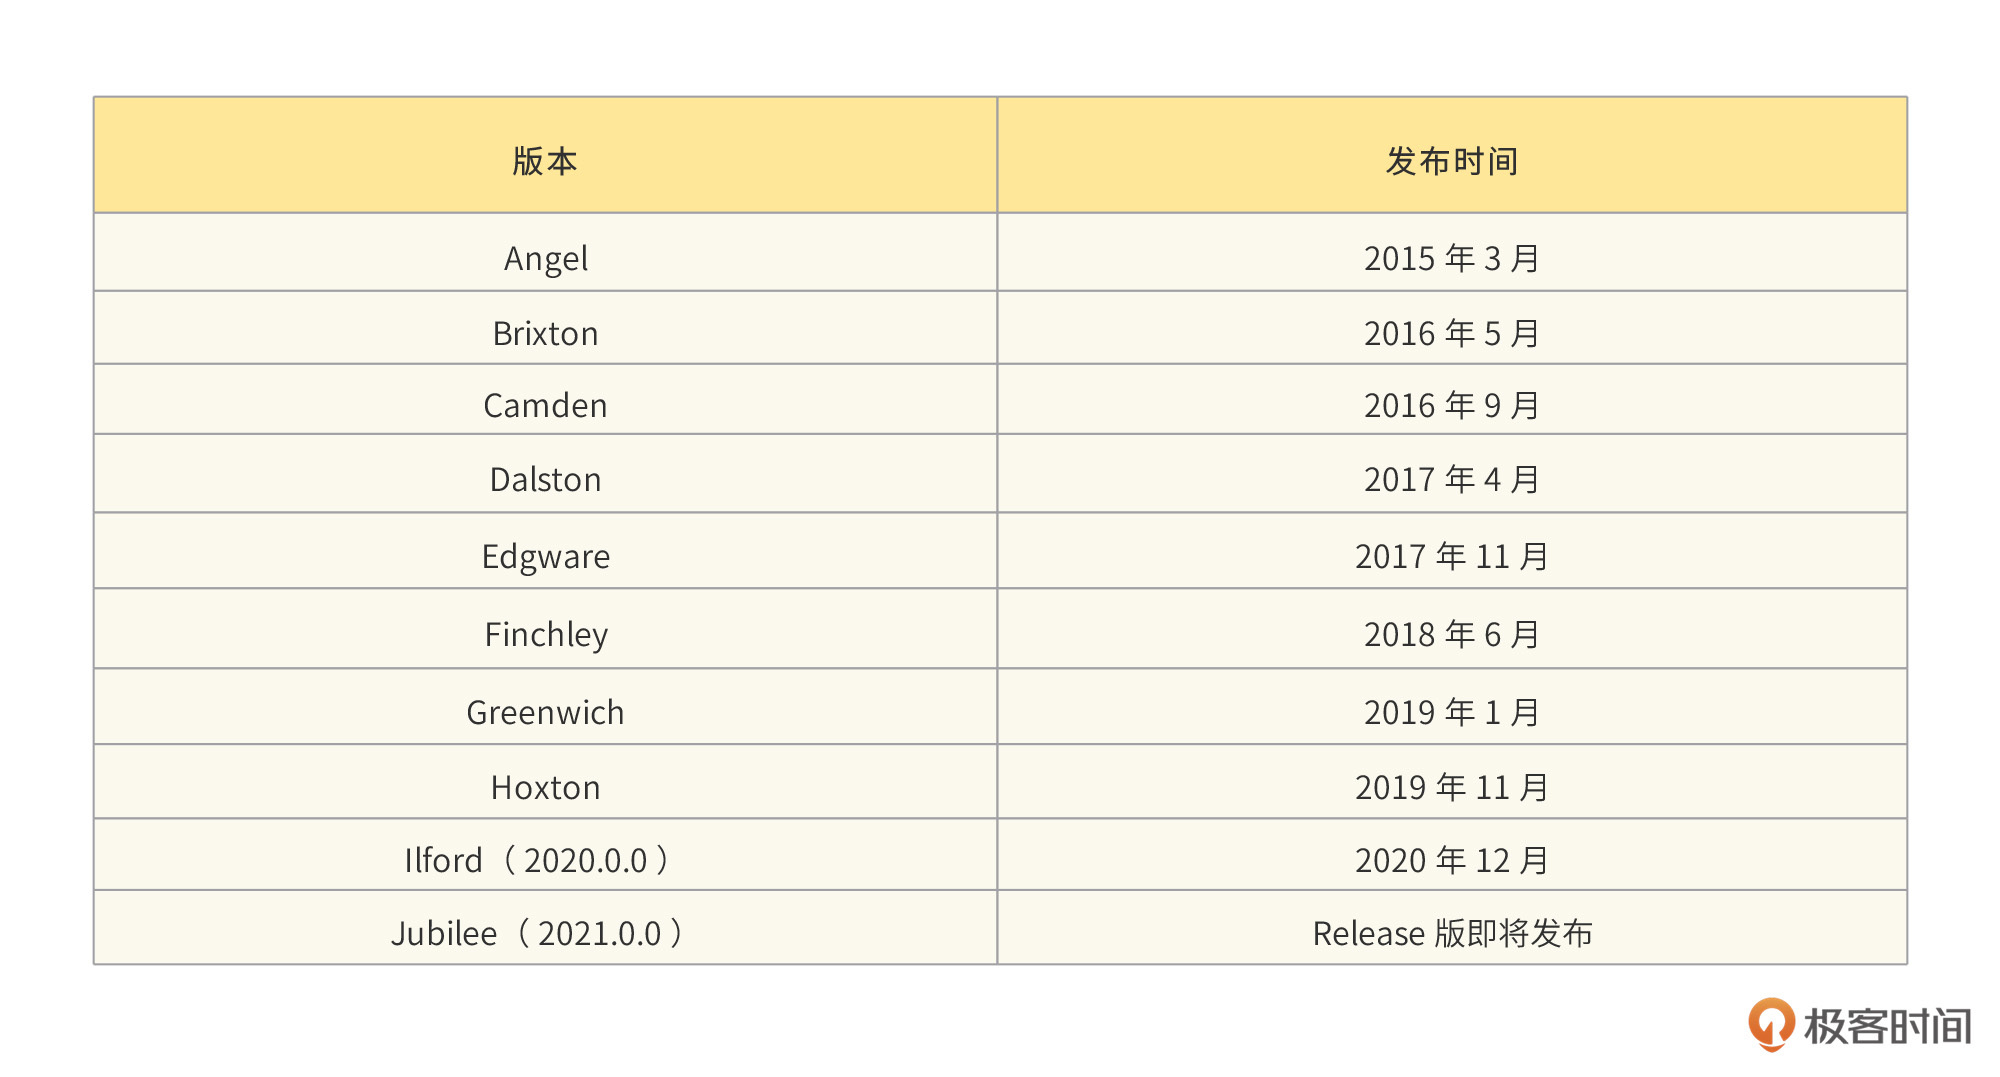 版本 发布时间
Angel 2015 年 3 月
Brixton 2016 年 5 月
Camden 2016 年 9 月
Dalston 2017 年 4 月
Edgware 2017 年 11 月
Finchley 2018 年 6 月
Greenwich 2019 年 1 月
Hoxton 2019 年 11 月
Ilford（2020.0.0） 2020 年 12 月
Jubilee（2021.0.0） Release 版即将发布
极客时间